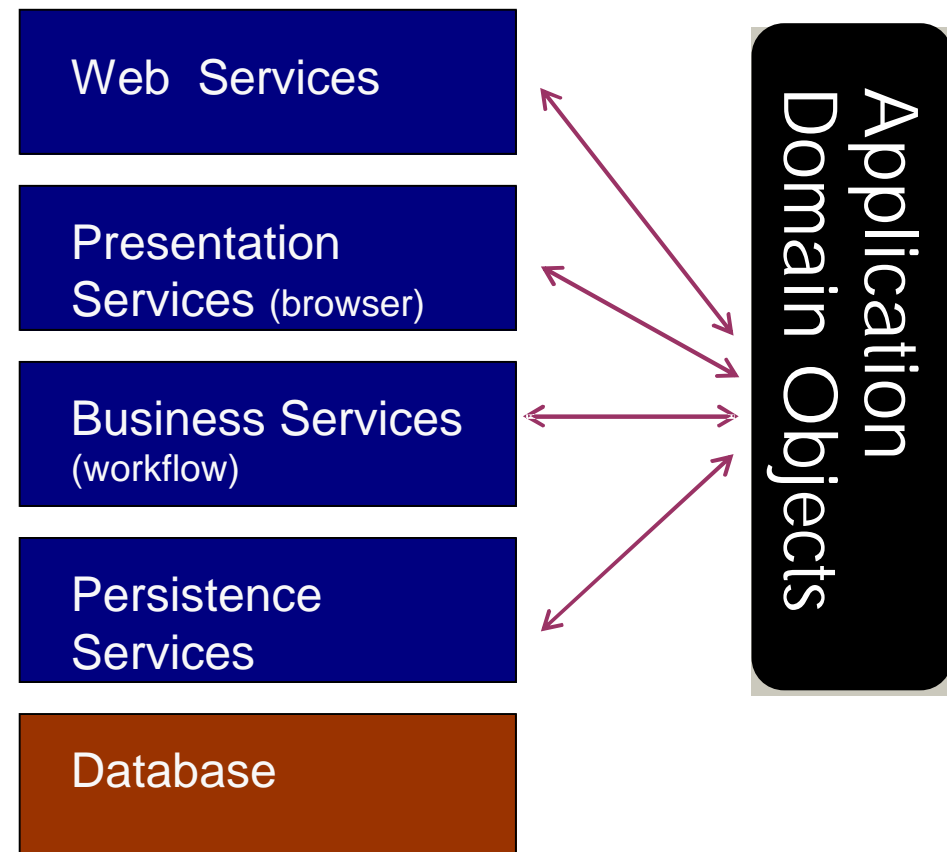 Web Services
Presentation
Services (browser)
Business Services
(workflow)
Persistence
Services
Database
Application
Domain Objects